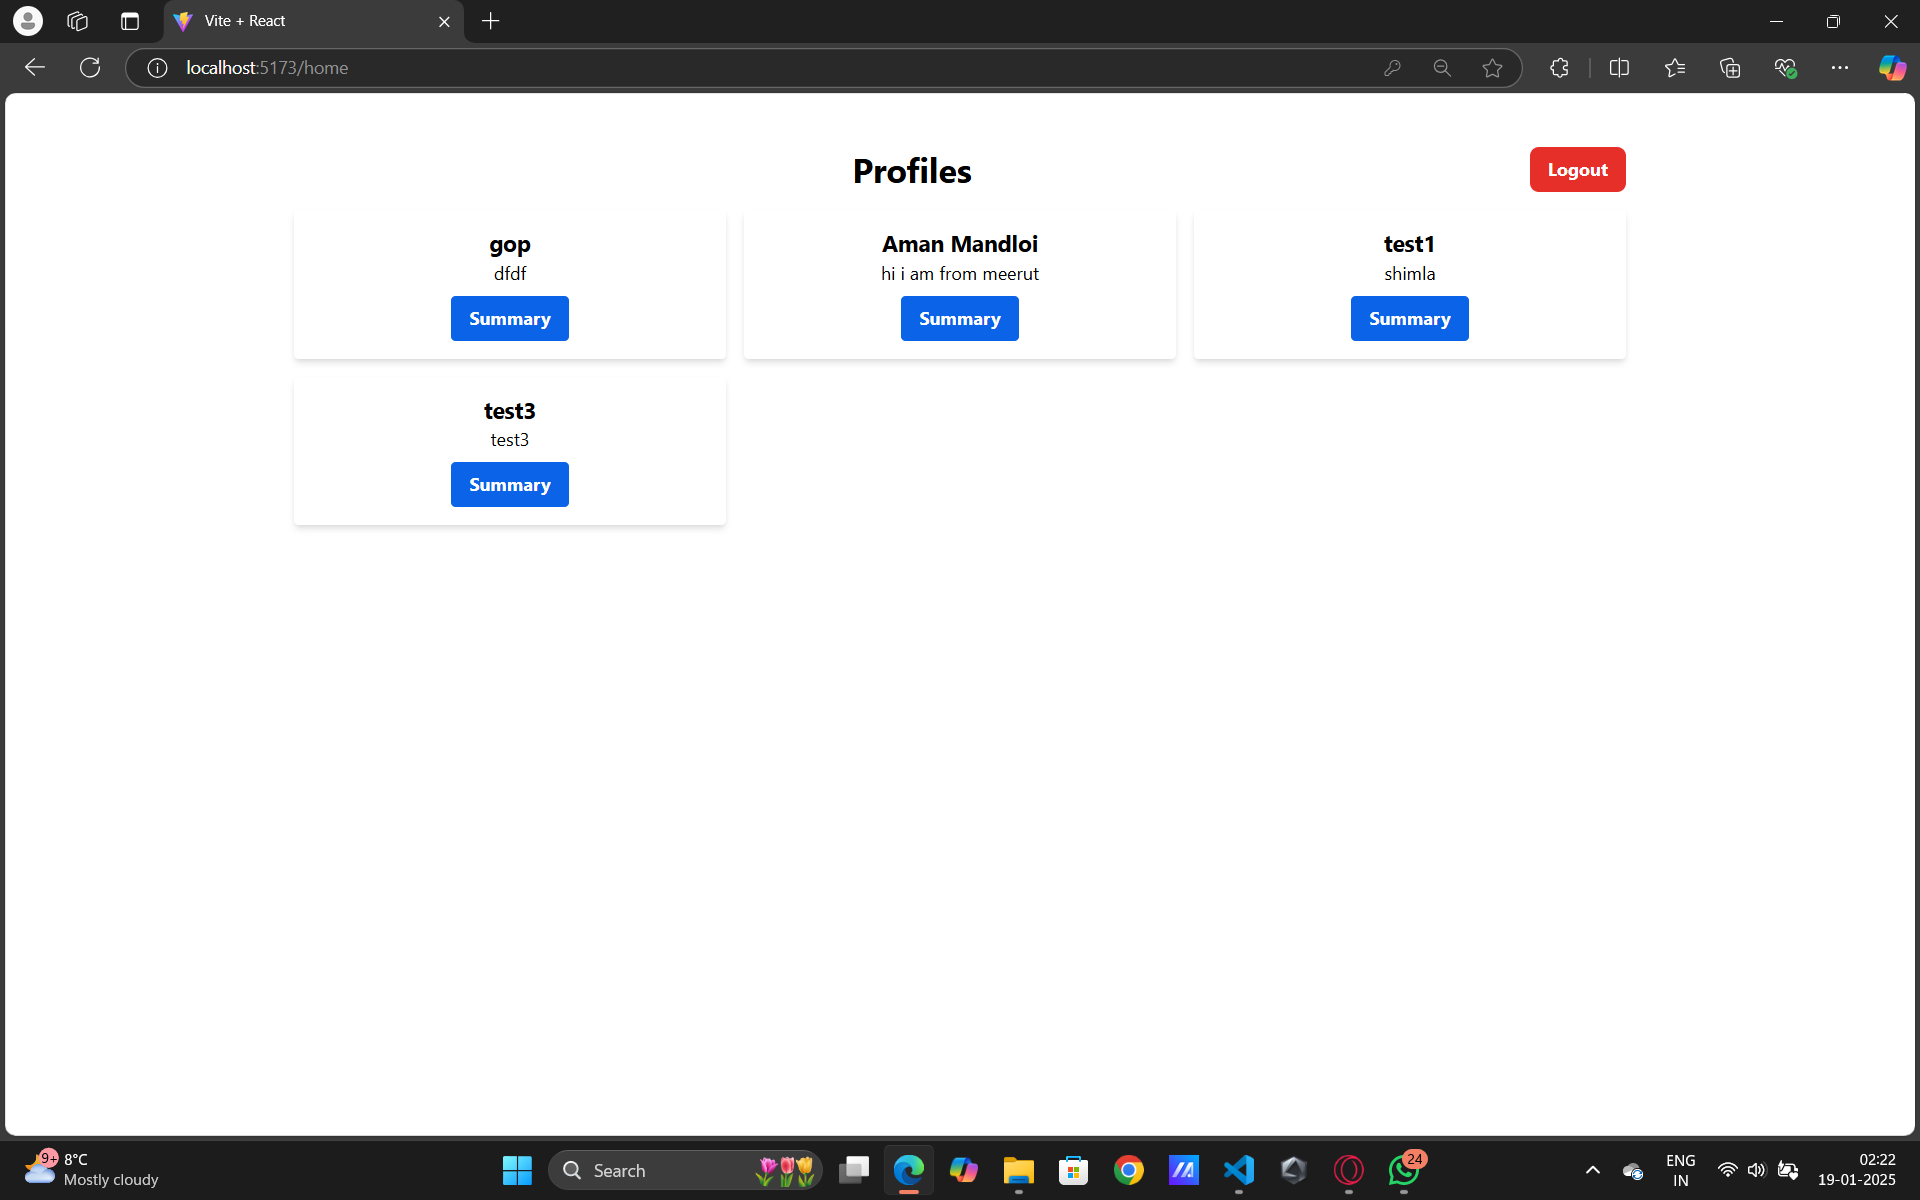 Vite + React
localhost:5173/home
Profiles
Logout
gop
dfdf
Summary
Aman Mandloi
hi i am from meerut
Summary
test1
shimla
Summary
test3
test3
Summary
9+
8°C
Mostly cloudy
Search
24
ENG
IN
02:22
19-01-2025